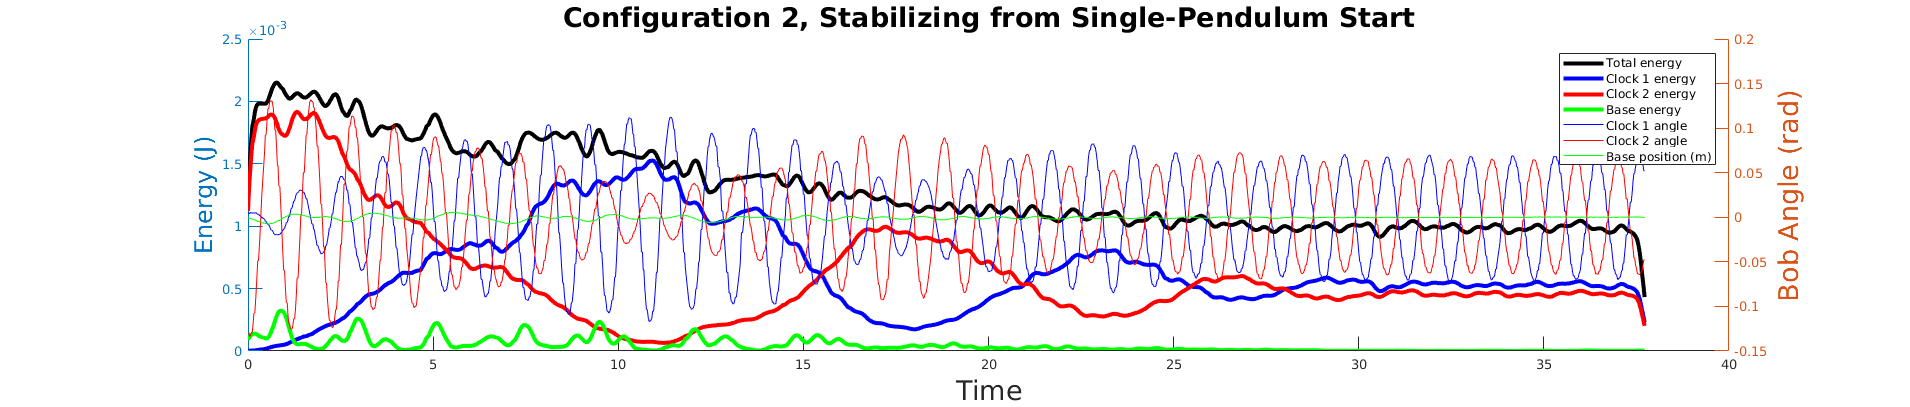 Configuration 2, Stabilizing from Single-Pendulum Start
×10⁻³
2.5
2
1.5
1
0.5
0
Energy (J)
0 5 10 15 20 25 30 35 40
Time
0.2
0.15
0.1
0.05
0
-0.05
-0.1
-0.15
Bob Angle (rad)
Total energy
Clock 1 energy
Clock 2 energy
Base energy
Clock 1 angle
Clock 2 angle
Base position (m)